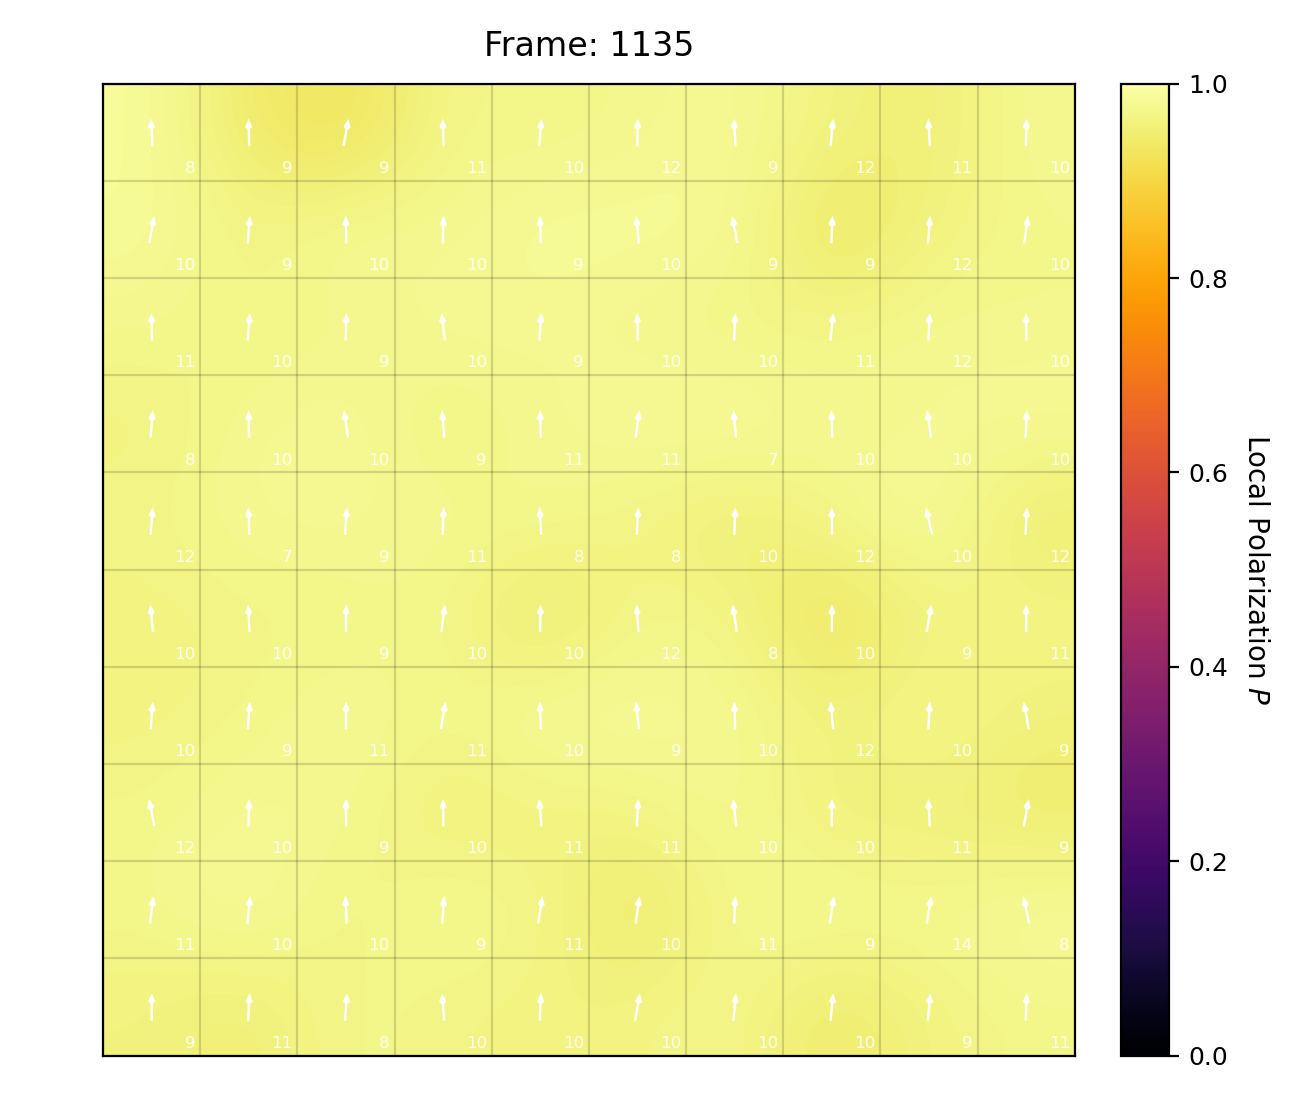 Frame: 1135
8 9 9 11 10 12 9 12 11 10
10 9 10 10 9 10 9 9 12 10
11 10 9 10 9 10 10 11 12 10
8 10 10 9 11 11 7 10 10 10
12 7 9 11 8 8 10 12 10 12
10 10 9 10 10 12 8 10 9 11
10 9 11 11 10 9 10 12 10 9
12 10 9 10 11 11 10 10 11 9
11 10 10 9 11 10 11 9 14 8
9 11 8 10 10 10 10 10 9 11
1.0
0.8
0.6
0.4
0.2
0.0
Local Polarization P